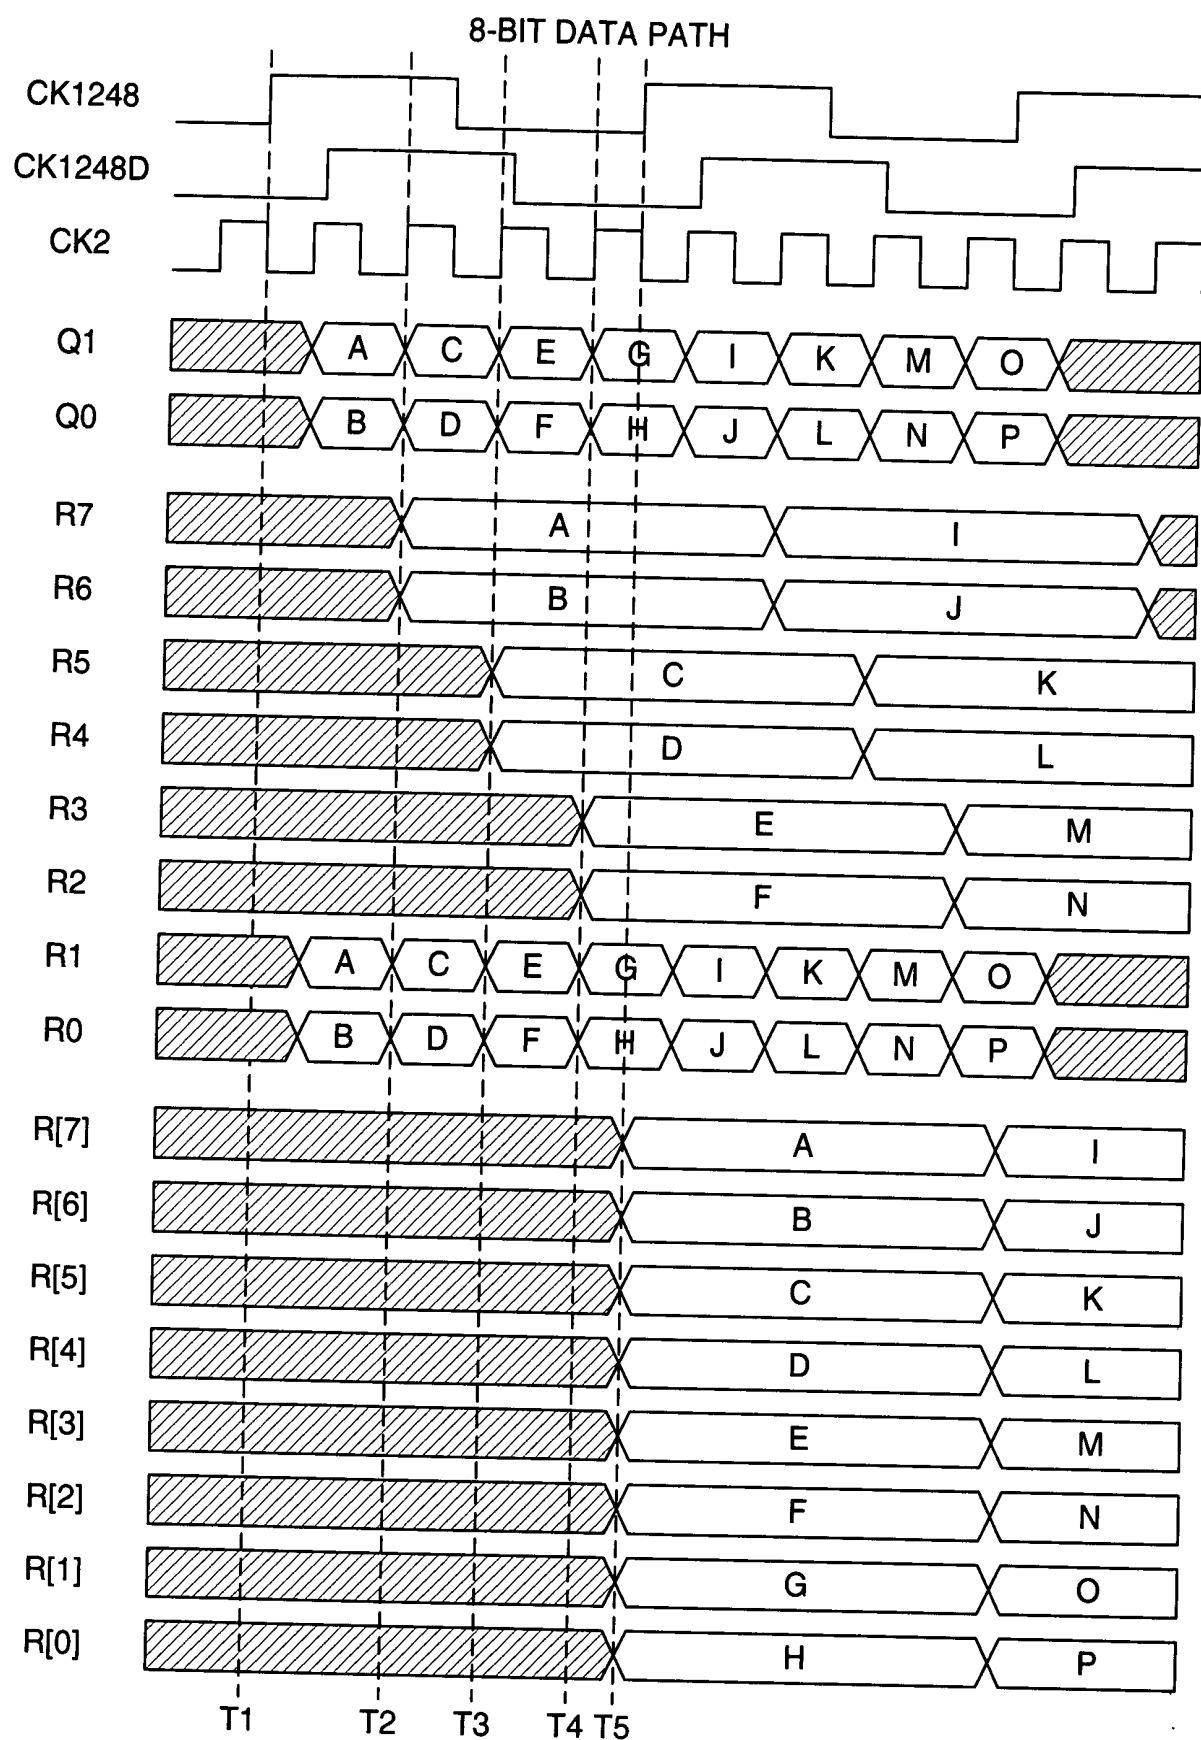 8-BIT DATA PATH
CK1248
CK1248D
CK2
Q1 A C E G I K M O
Q0 B D F H J L N P
R7 A I
R6 B J
R5 C K
R4 D L
R3 E M
R2 F N
R1 A C E G I K M O
R0 B D F H J L N P
R[7] A I
R[6] B J
R[5] C K
R[4] D L
R[3] E M
R[2] F N
R[1] G O
R[0] H P
T1 T2 T3 T4 T5